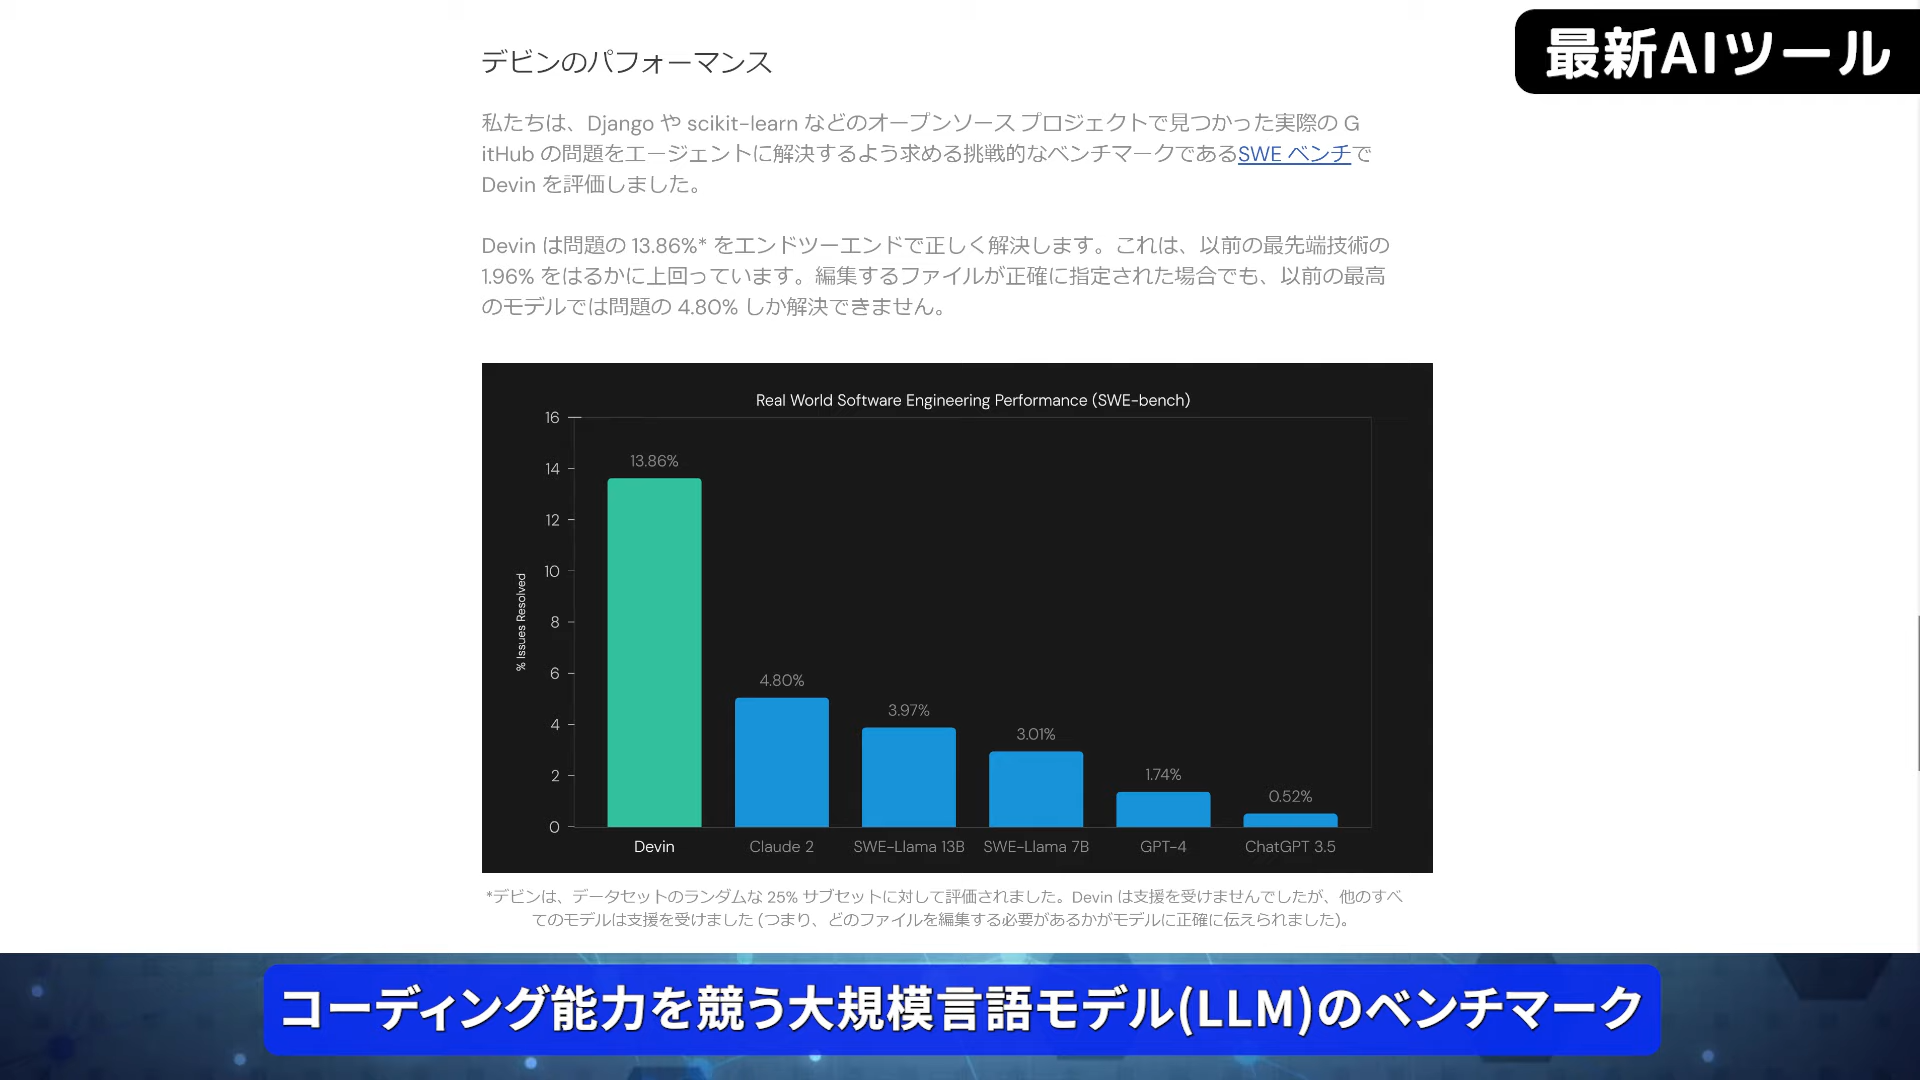 最新AIツール
デビンのパフォーマンス
私たちは、Django や scikit-learn などのオープンソース プロジェクトで見つかった実際の G
itHub の問題をエージェントに解決するよう求める挑戦的なベンチマークであるSWE ベンチで
Devin を評価しました。
Devin は問題の 13.86%* をエンドツーエンドで正しく解決します。これは、以前の最先端技術の
1.96% をはるかに上回っています。編集するファイルが正確に指定された場合でも、以前の最高
のモデルでは問題の 4.80% しか解決できません。
Real World Software Engineering Performance (SWE-bench)
% Issues Resolved
16
14
12
10
8
6
4
2
0
13.86%
4.80%
3.97%
3.01%
1.74%
0.52%
Devin
Claude 2
SWE-Llama 13B
SWE-Llama 7B
GPT-4
ChatGPT 3.5
*デビンは、データセットのランダムな 25% サブセットに対して評価されました。Devin は支援を受けませんでしたが、他のすべ
てのモデルは支援を受けました (つまり、どのファイルを編集する必要があるかがモデルに正確に伝えられました)。
コーディング能力を競う大規模言語モデル(LLM)のベンチマーク